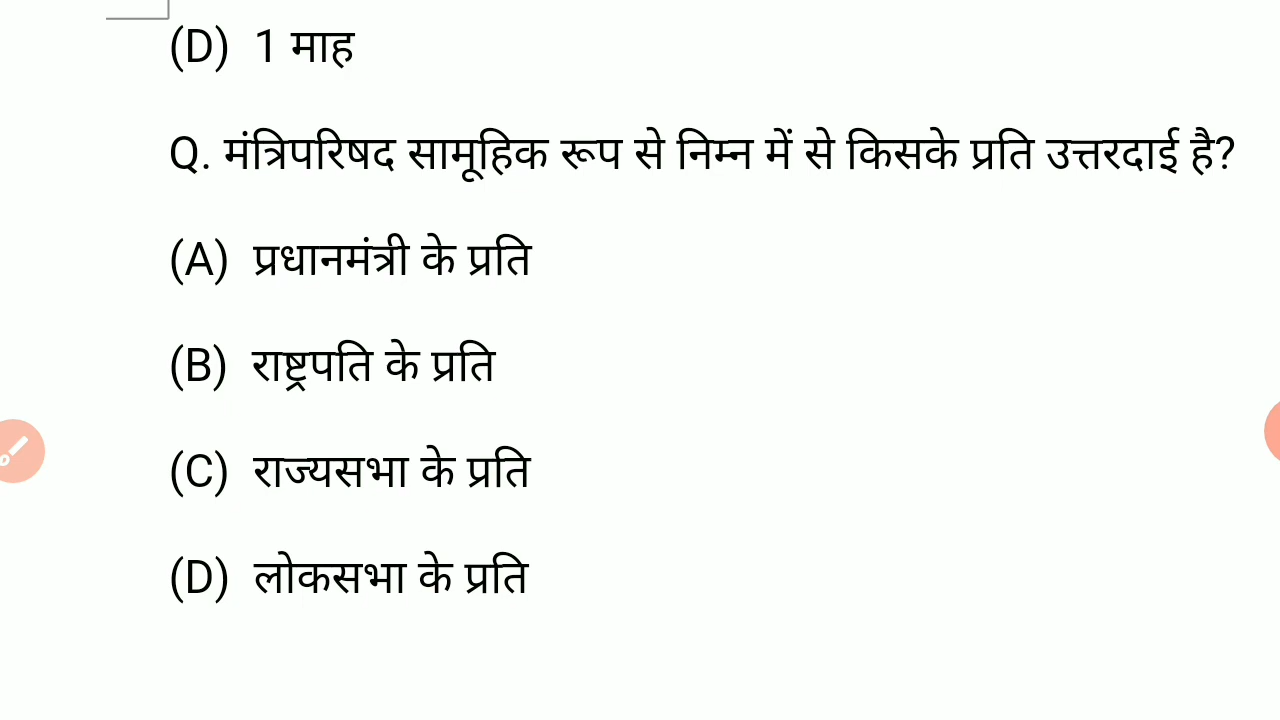 (D) 1 माह
Q. मंत्रिपरिषद सामूहिक रूप से निम्न में से किसके प्रति उत्तरदाई है?
(A) प्रधानमंत्री के प्रति
(B) राष्ट्रपति के प्रति
(C) राज्यसभा के प्रति
(D) लोकसभा के प्रति